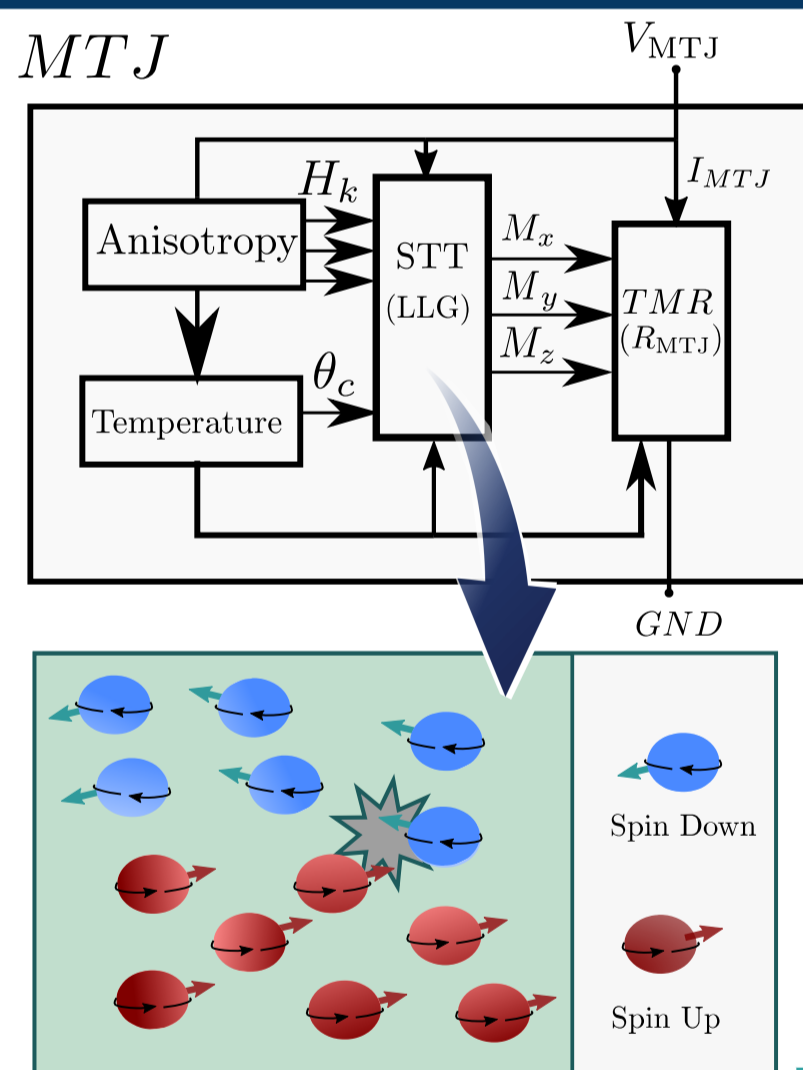 MTJ
V_MTJ
I_MTJ
H_k
Anisotropy
STT
(LLG)
M_x
M_y
M_z
TMR
(R_MTJ)
θ_c
Temperature
GND
Spin Down
Spin Up